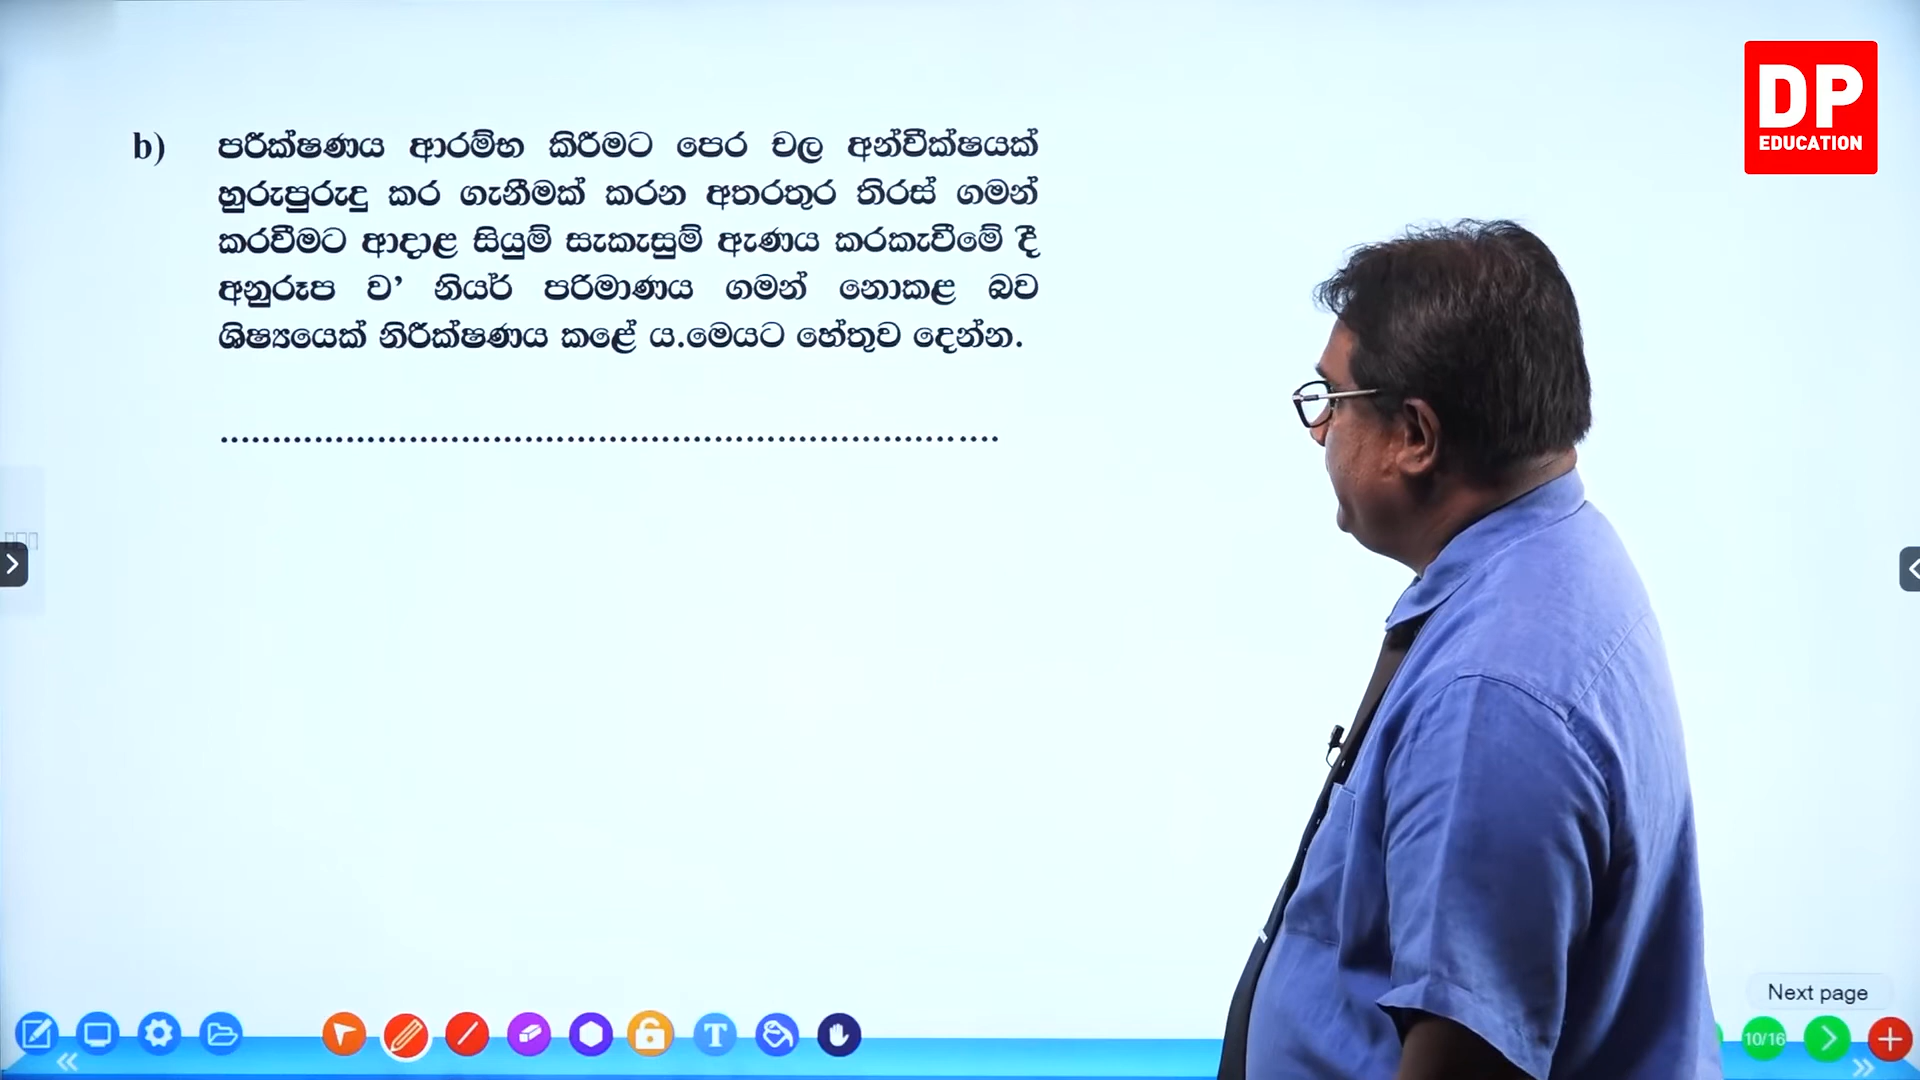 DP
EDUCATION
b) පරීක්ෂණය ආරම්භ කිරීමට පෙර චල අන්වීක්ෂයක්
හුරුපුරුදු කර ගැනීමක් කරන අතරතුර තිරස් ගමන්
කරවීමට ආදාළ සියුම් සැකැසුම් ඇණය කරකැවීමේ දී
අනුරූප ව’ නියර් පරිමාණය ගමන් නොකළ බව
ශිෂ්‍යයෙක් නිරීක්ෂණය කළේ ය.මෙයට හේතුව දෙන්න.
................................................................................
Next page
T
10/16